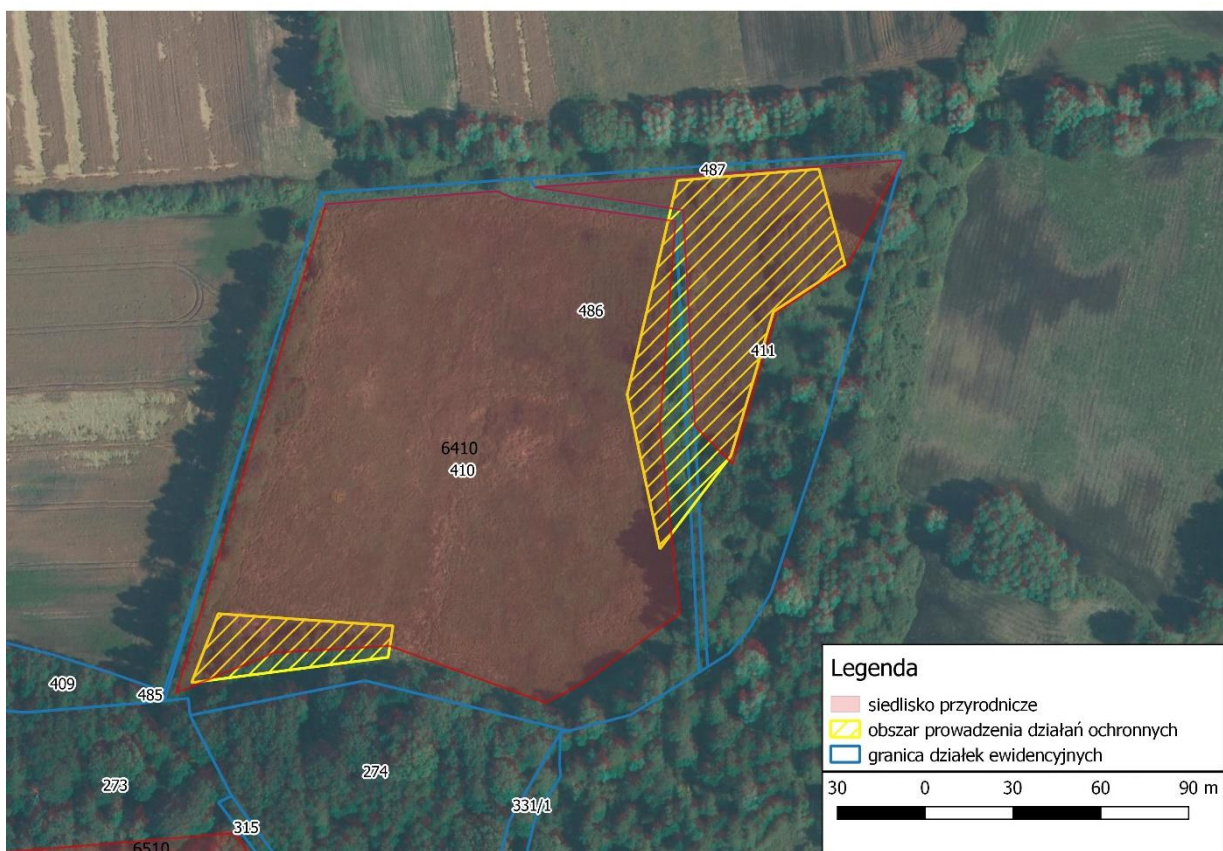 487
486
411
6410
410
409
485
273
274
331/1
315
6510
Legenda
siedlisko przyrodnicze
obszar prowadzenia działań ochronnych
granica działek ewidencyjnych
30 0 30 60 90 m